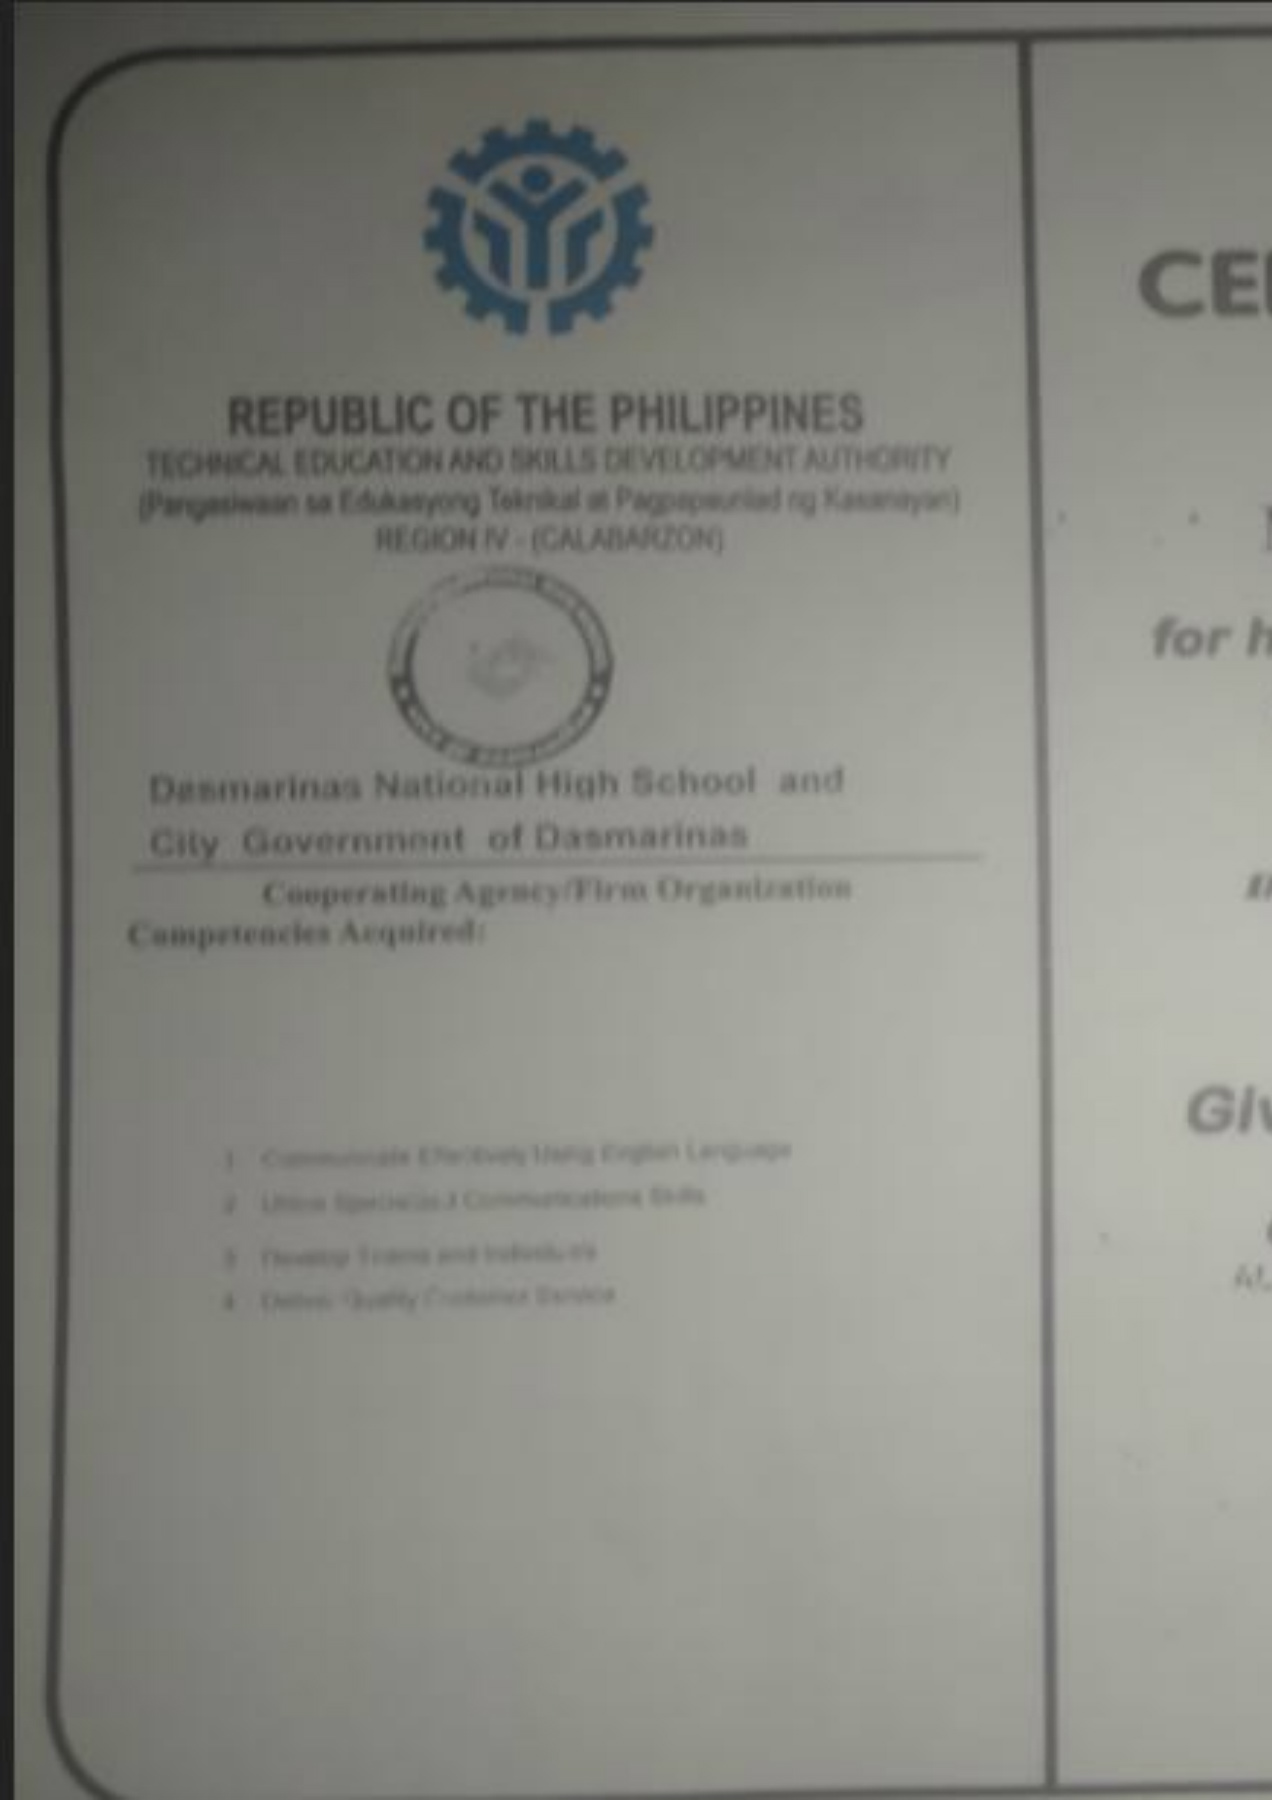 REPUBLIC OF THE PHILIPPINES
TECHNICAL EDUCATION AND SKILLS DEVELOPMENT AUTHORITY
(Pangasiwaan sa Edukasyong Teknikal at Pagpapaunlad ng Kasanayan)
REGION IV - (CALABARZON)
Dasmarinas National High School and
City Government of Dasmarinas
Cooperating Agency/Firm Organization
Competencies Acquired:
1 Communicate Effectively Using English Language
2 Utilize Specialized Communications Skills
3 Develop Teams and Individuals
4 Deliver Quality Customer Service
CE
for h
Giv